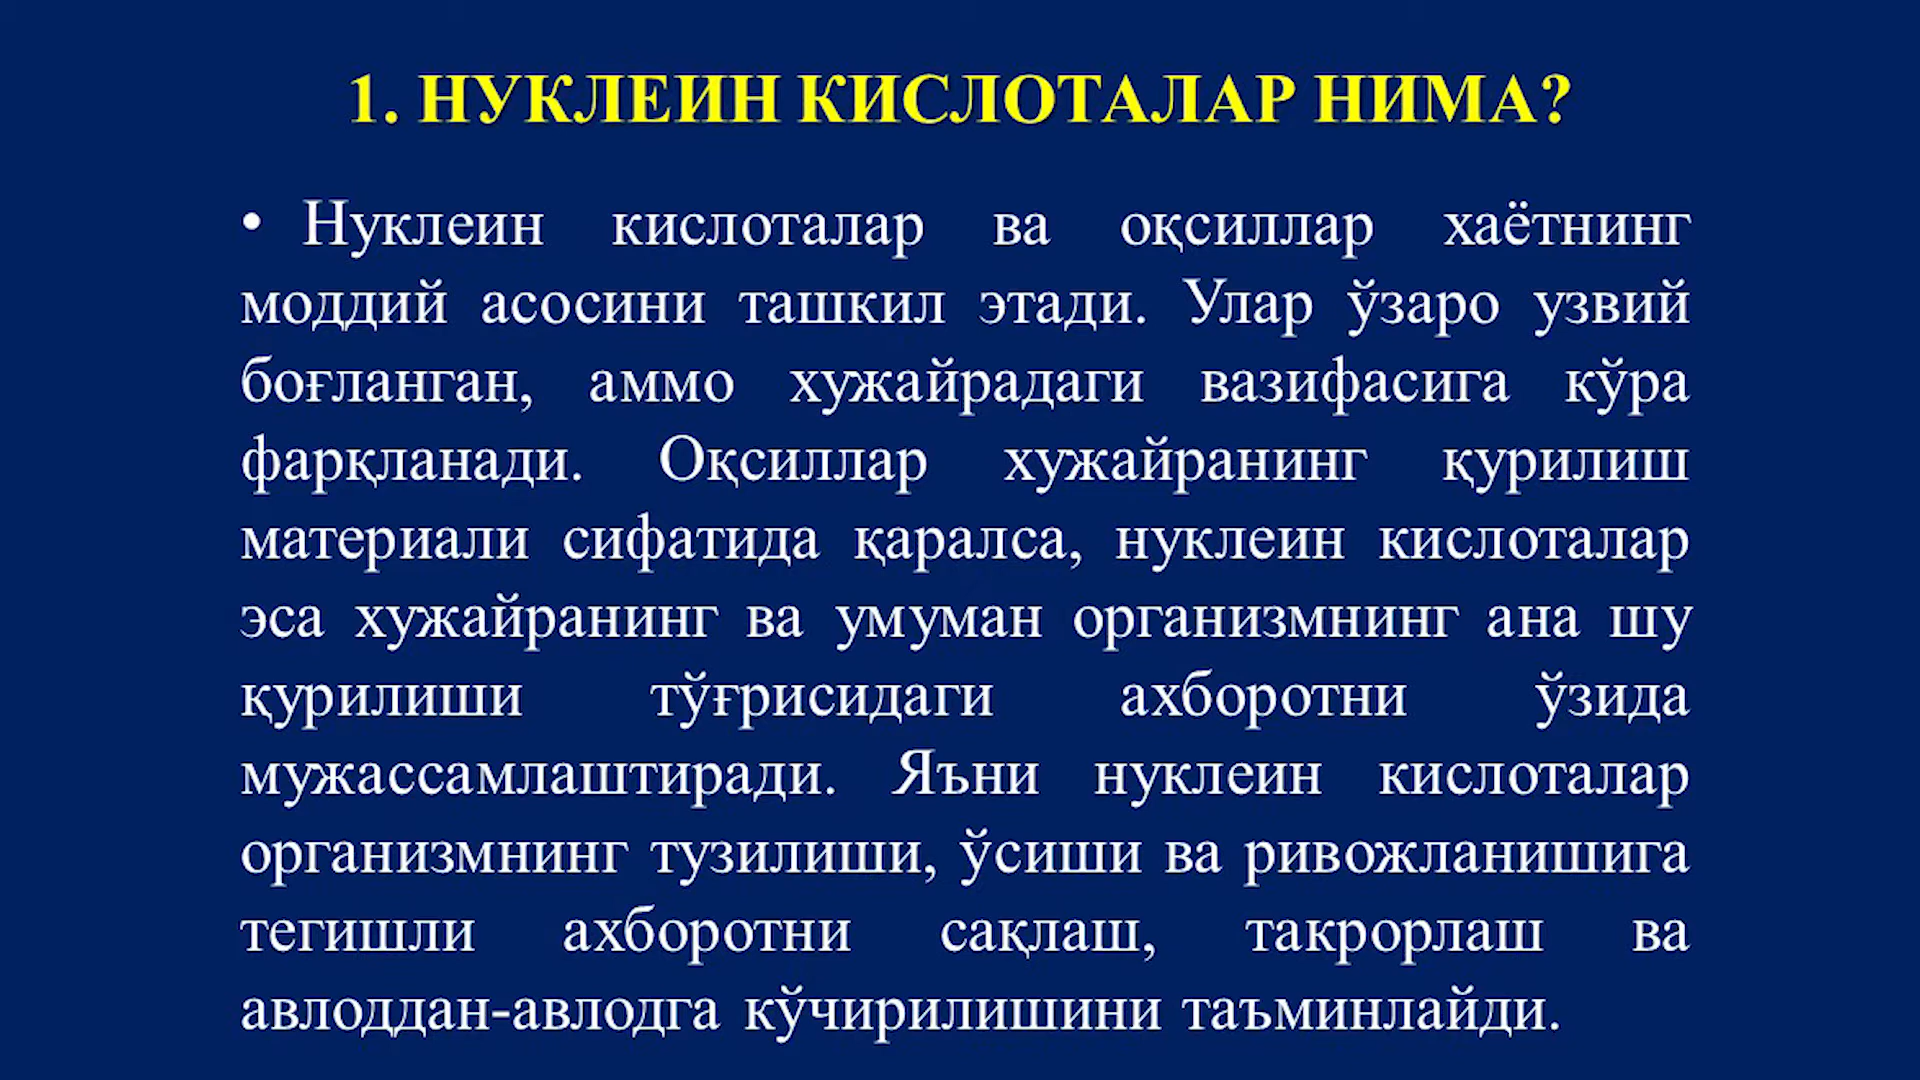 1. НУКЛЕИН КИСЛОТАЛАР НИМА?
• Нуклеин кислоталар ва оқсиллар хаётнинг
моддий асосини ташкил этади. Улар ўзаро узвий
боғланган, аммо хужайрадаги вазифасига кўра
фарқланади. Оқсиллар хужайранинг қурилиш
материали сифатида қаралса, нуклеин кислоталар
эса хужайранинг ва умуман организмнинг ана шу
қурилиши тўғрисидаги ахборотни ўзида
мужассамлаштиради. Яъни нуклеин кислоталар
организмнинг тузилиши, ўсиши ва ривожланишига
тегишли ахборотни сақлаш, такрорлаш ва
авлоддан-авлодга кўчирилишини таъминлайди.